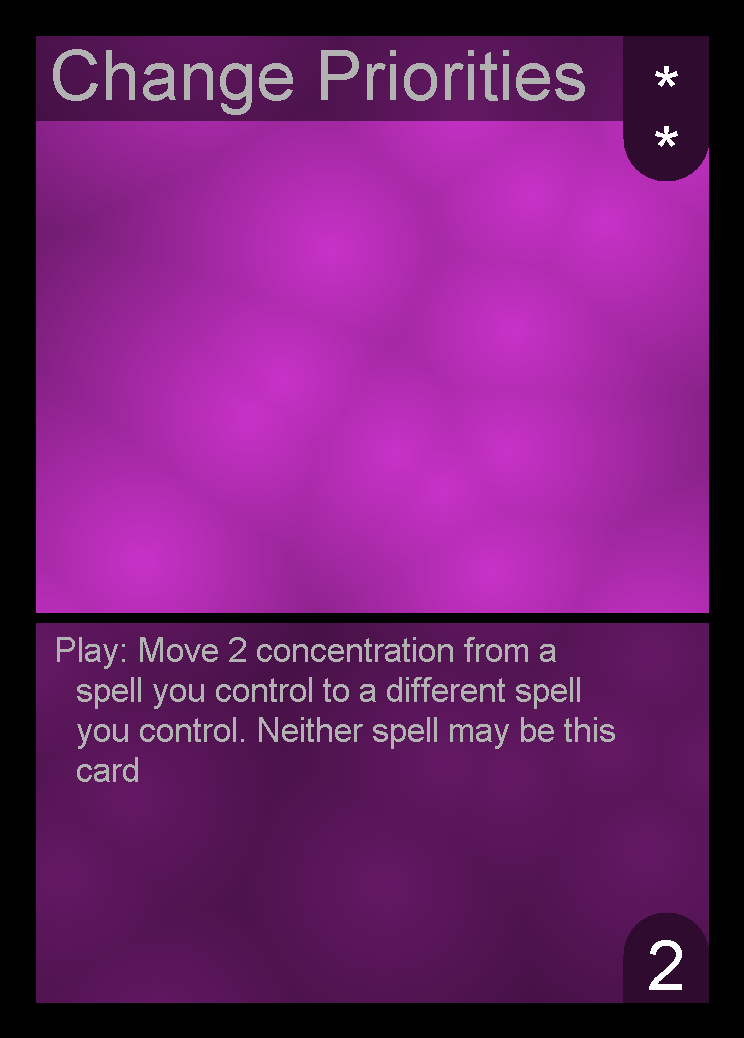 Change Priorities
*
*
Play: Move 2 concentration from a
spell you control to a different spell
you control. Neither spell may be this
card
2